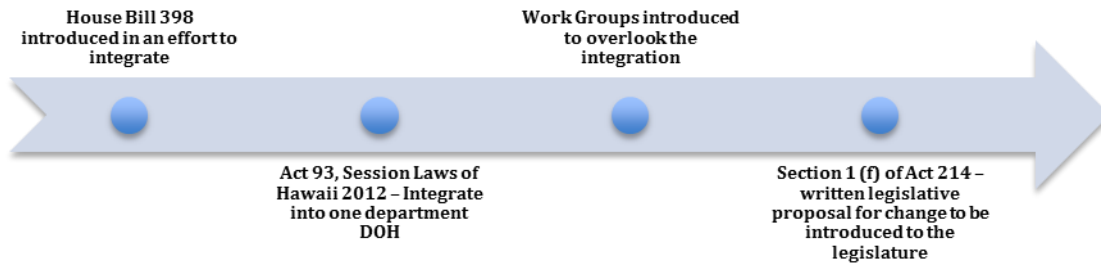 House Bill 398
introduced in an effort to
integrate
Act 93, Session Laws of
Hawaii 2012 – Integrate
into one department
DOH
Work Groups introduced
to overlook the
integration
Section 1 (f) of Act 214 –
written legislative
proposal for change to be
introduced to the
legislature